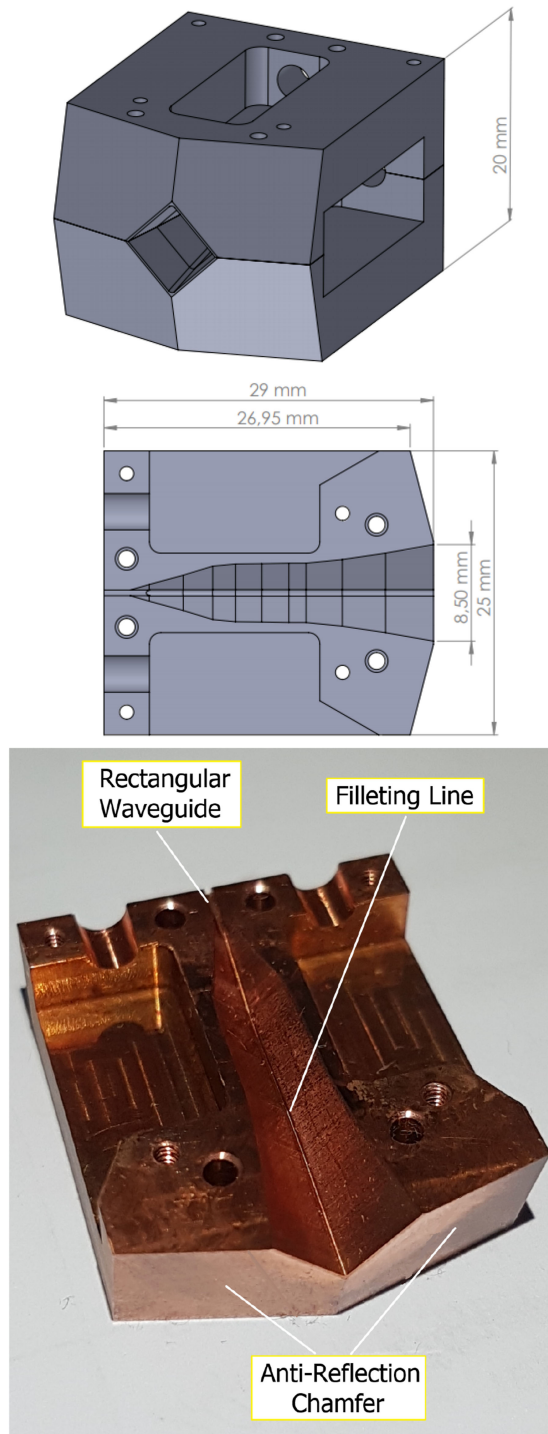 20 mm
29 mm
26,95 mm
8,50 mm
25 mm
Rectangular
Waveguide
Filleting Line
Anti-Reflection
Chamfer